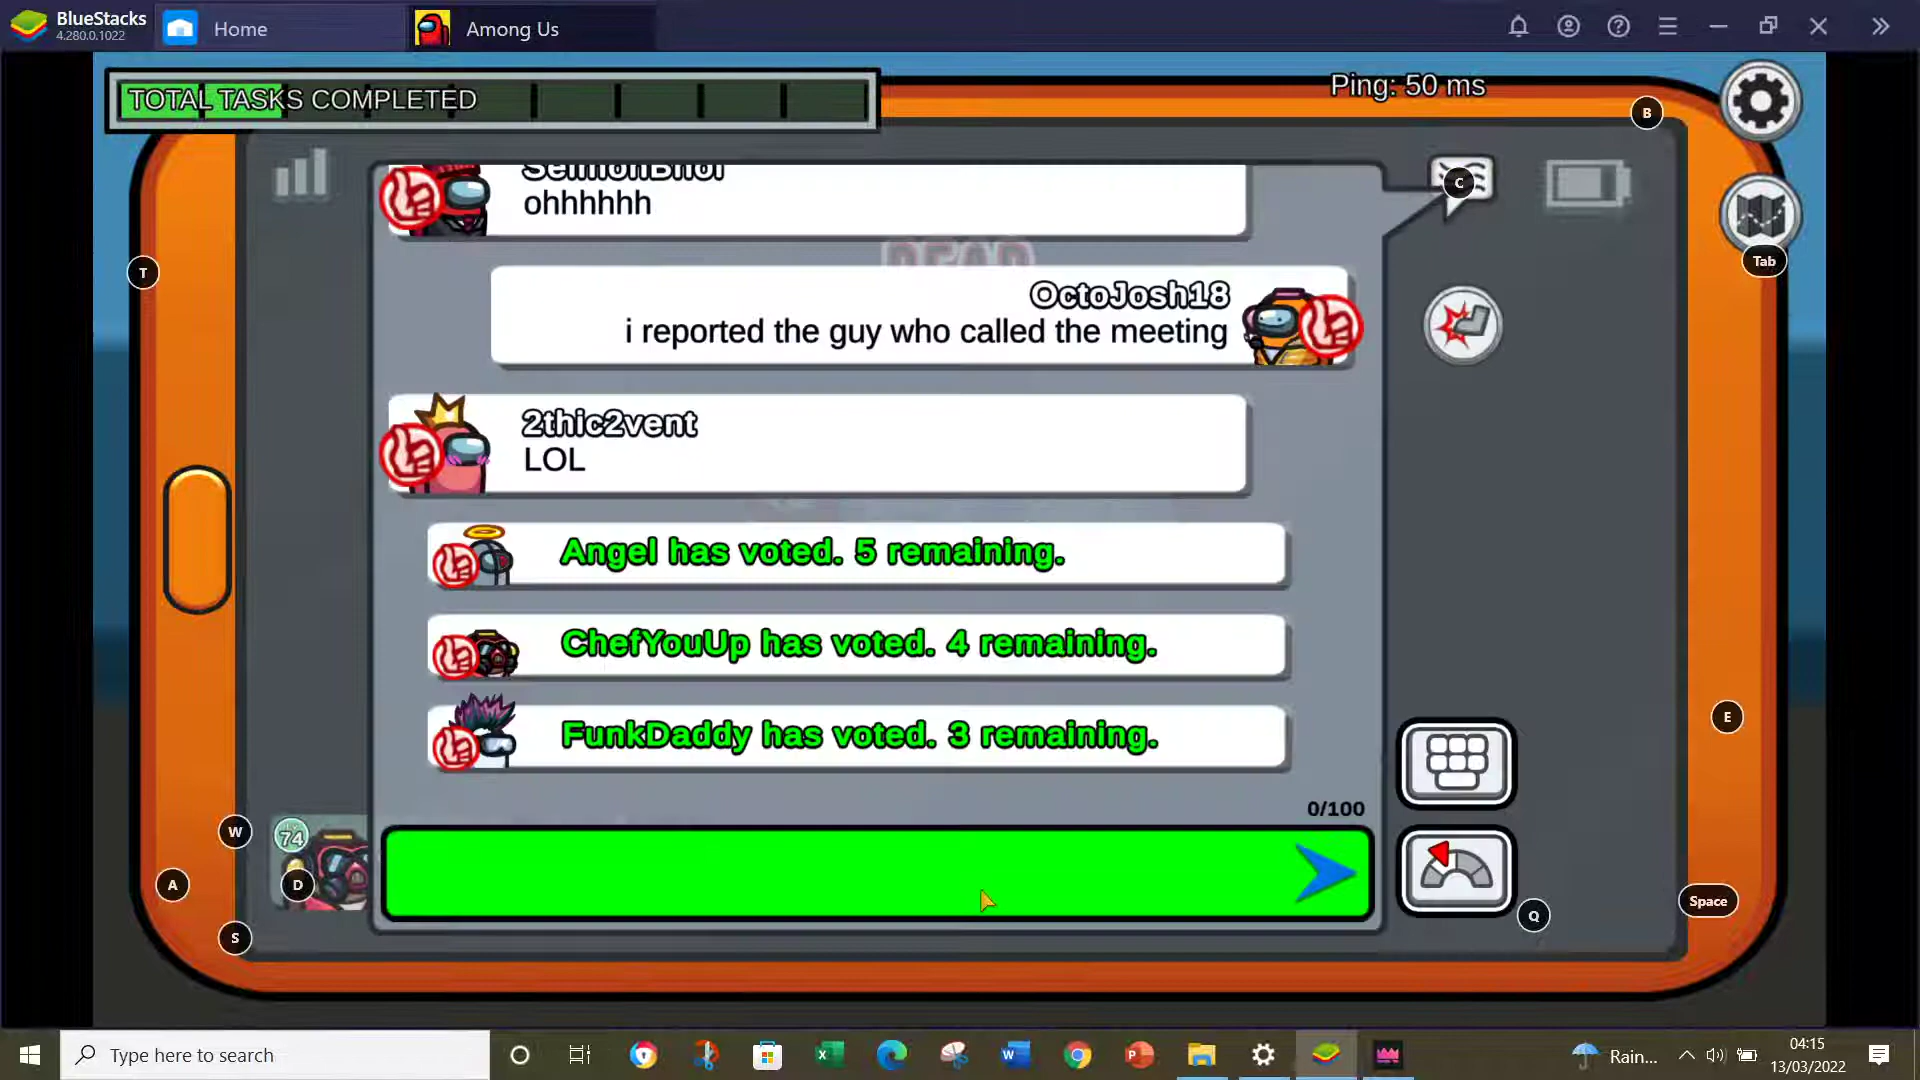 BlueStacks
4.280.0.1022
Home
Among Us
TOTAL TASKS COMPLETED
Ping: 50 ms
B
C
Tab
T
ohhhhhh
DEAD
OctoJosh18
i reported the guy who called the meeting
2thic2vent
LOL
Angel has voted. 5 remaining.
ChefYouUp has voted. 4 remaining.
FunkDaddy has voted. 3 remaining.
E
0/100
W
74
A
D
S
Q
Space
Type here to search
Rain...
04:15
13/03/2022